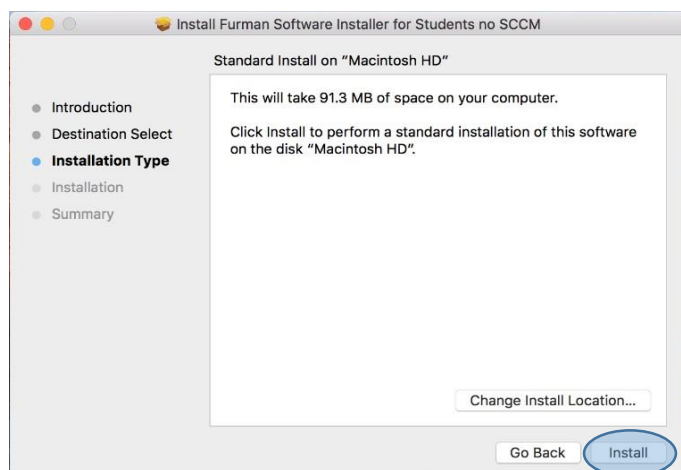 Install Furman Software Installer for Students no SCCM
Standard Install on "Macintosh HD"
Introduction
Destination Select
Installation Type
Installation
Summary
This will take 91.3 MB of space on your computer.
Click Install to perform a standard installation of this software
on the disk "Macintosh HD".
Change Install Location...
Go Back
Install